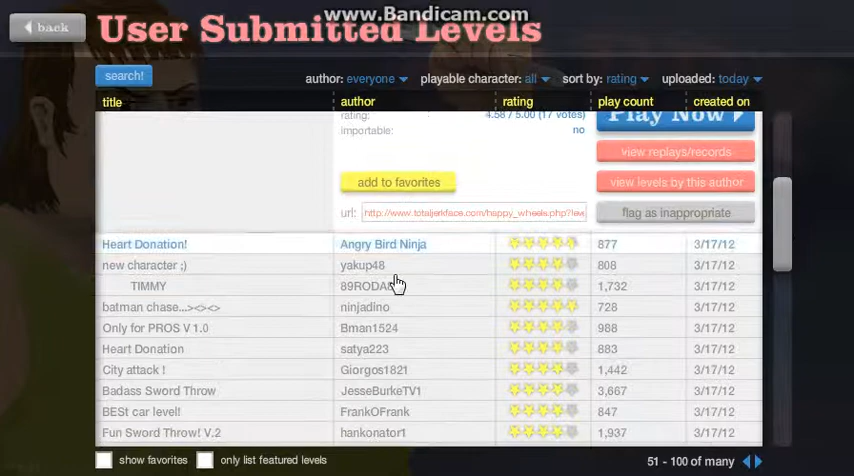 www.Bandicam.com
back
User Submitted Levels
search!
author: everyone playable character: all sort by: rating uploaded: today
title author rating play count created on
rating: 4.58 / 5.00 (17 votes)
Play Now
importable: no
view replays/records
add to favorites
view levels by this author
url: http://www.totaljerkface.com/happy_wheels.php?leve
flag as inappropriate
Heart Donation! Angry Bird Ninja 877 3/17/12
new character ;) yakup48 808 3/17/12
TIMMY 1,732 3/17/12
batman chase...><><> ninjadino 728 3/17/12
Only for PROS V 1.0 Bman1524 988 3/17/12
Heart Donation satya223 883 3/17/12
City attack ! Giorgos1821 1,442 3/17/12
Badass Sword Throw JesseBurkeTV1 3,667 3/17/12
BESt car level! FrankOFrank 847 3/17/12
Fun Sword Throw! V.2 hankonator1 1,937 3/17/12
show favorites only list featured levels 51 - 100 of many